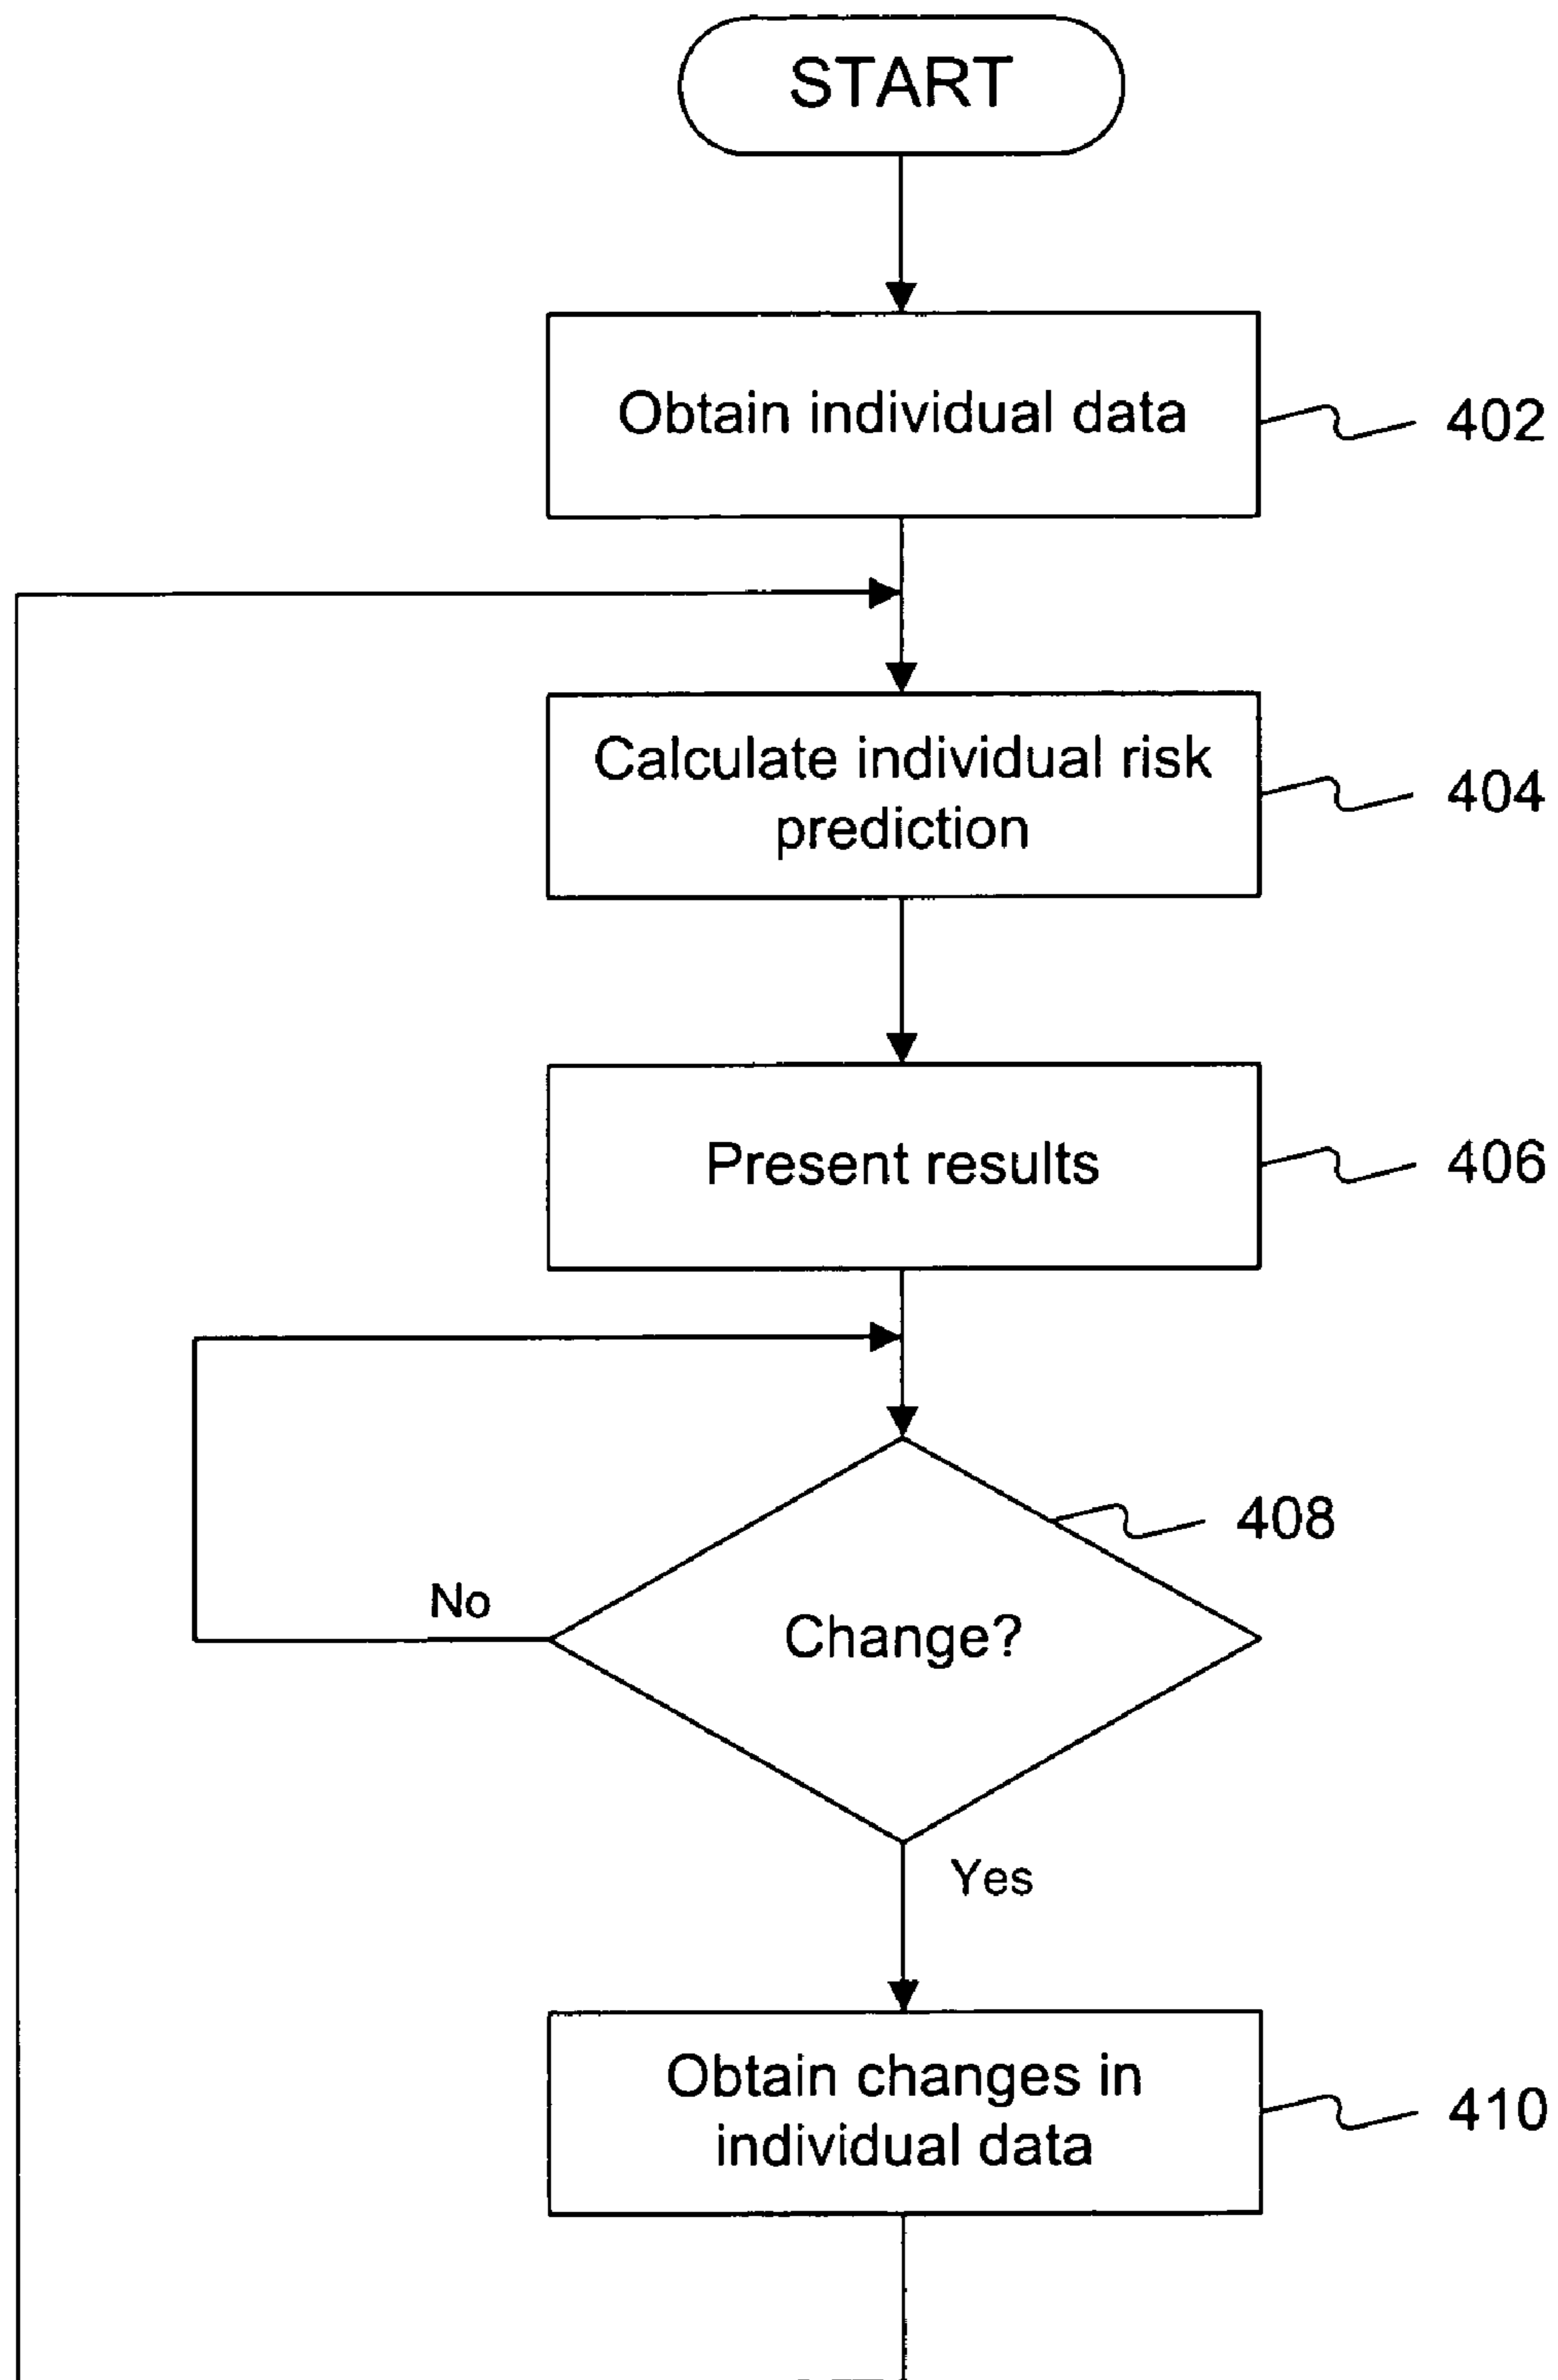 START
Obtain individual data
402
Calculate individual risk
prediction
404
Present results
406
408
No
Change?
Yes
Obtain changes in
individual data
410